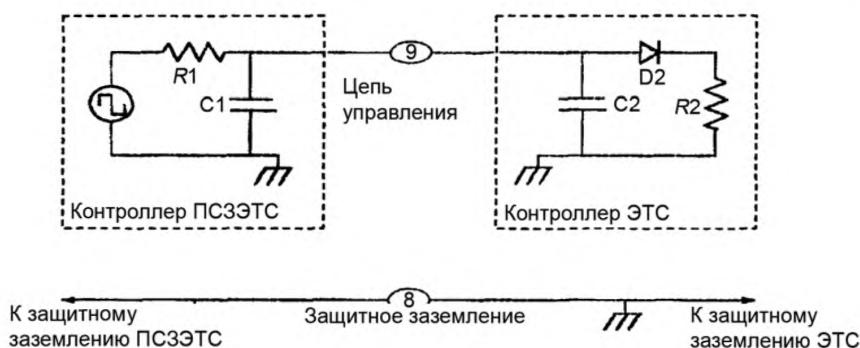 9
R1
D2
C1
Цепь
управления
C2
R2
Контроллер ПСЗЭТС
Контроллер ЭТС
8
К защитному
заземлению ПСЗЭТС
Защитное заземление
К защитному
заземлению ЭТС